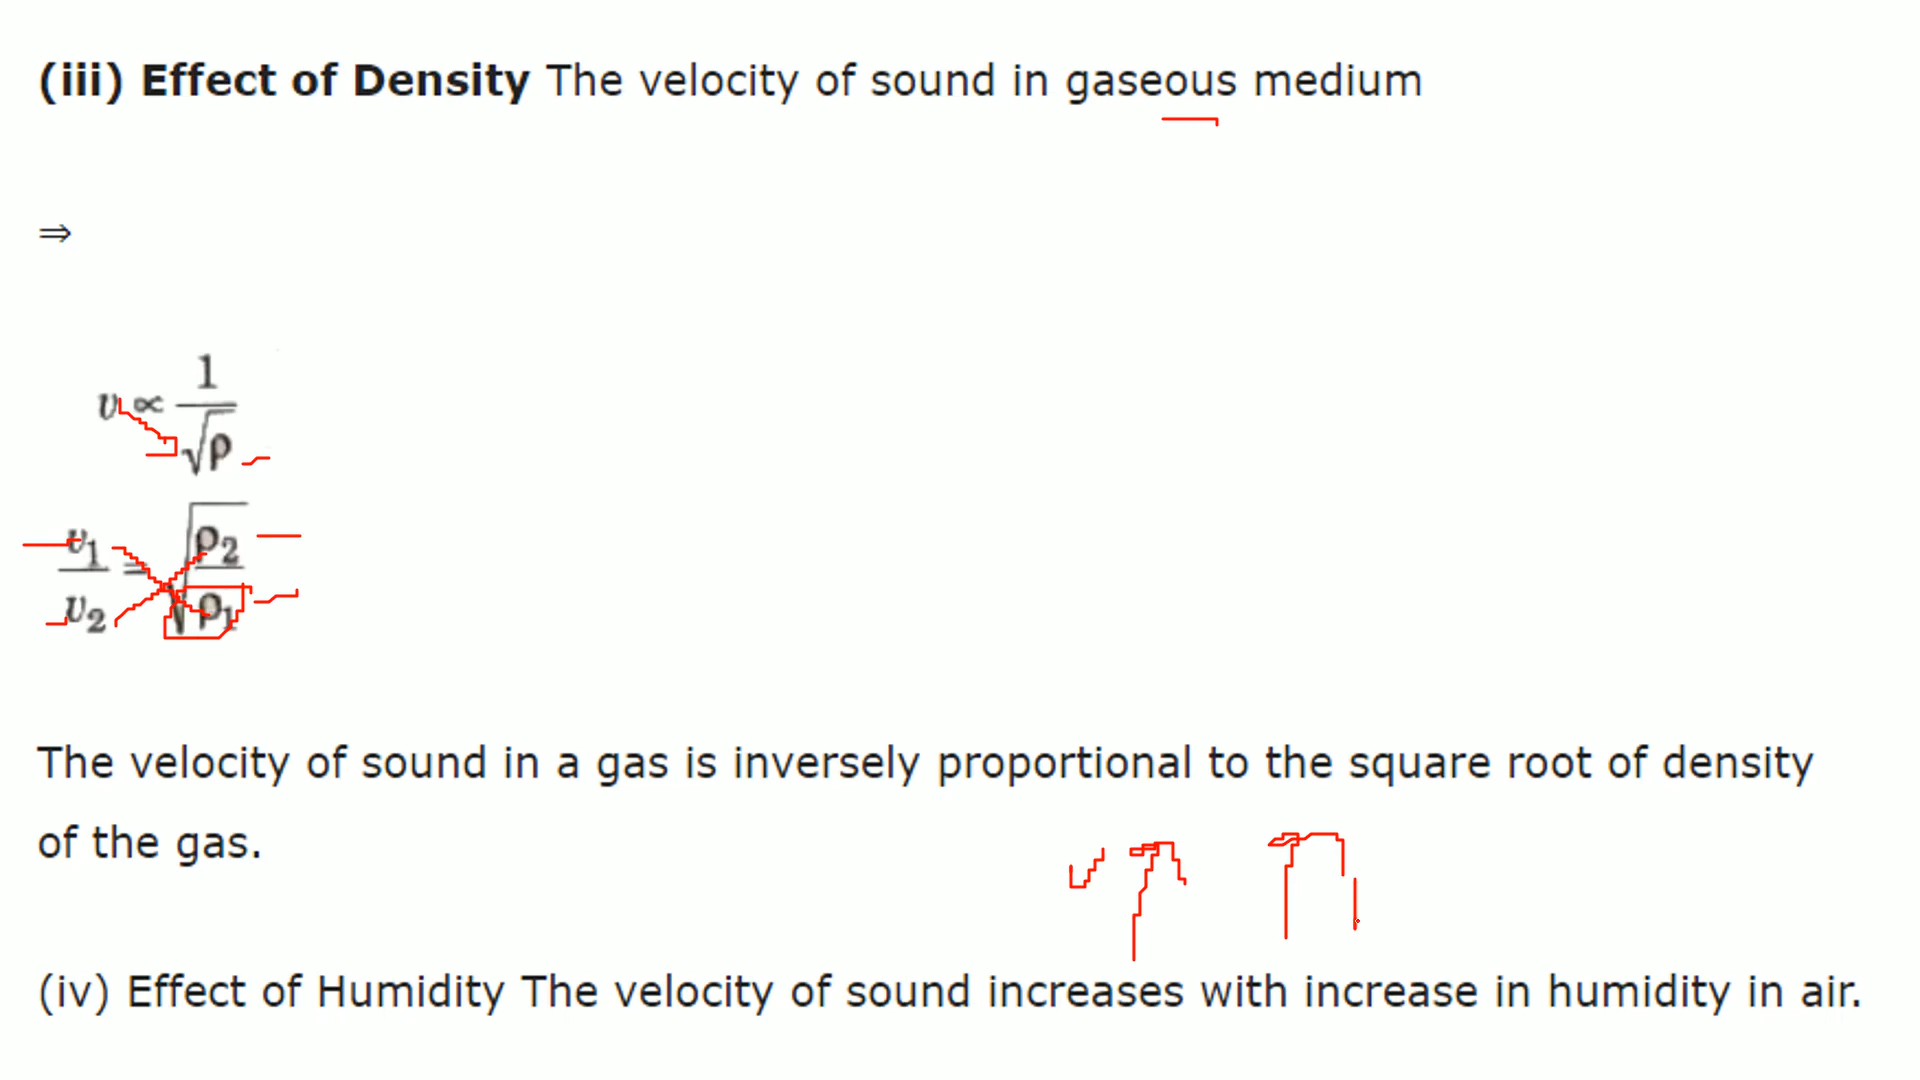 (iii) Effect of Density The velocity of sound in gaseous medium
⇒
v ∝ 1/√ρ
v₁/v₂ = √(ρ₂/ρ₁)
The velocity of sound in a gas is inversely proportional to the square root of density
of the gas.
(iv) Effect of Humidity The velocity of sound increases with increase in humidity in air.